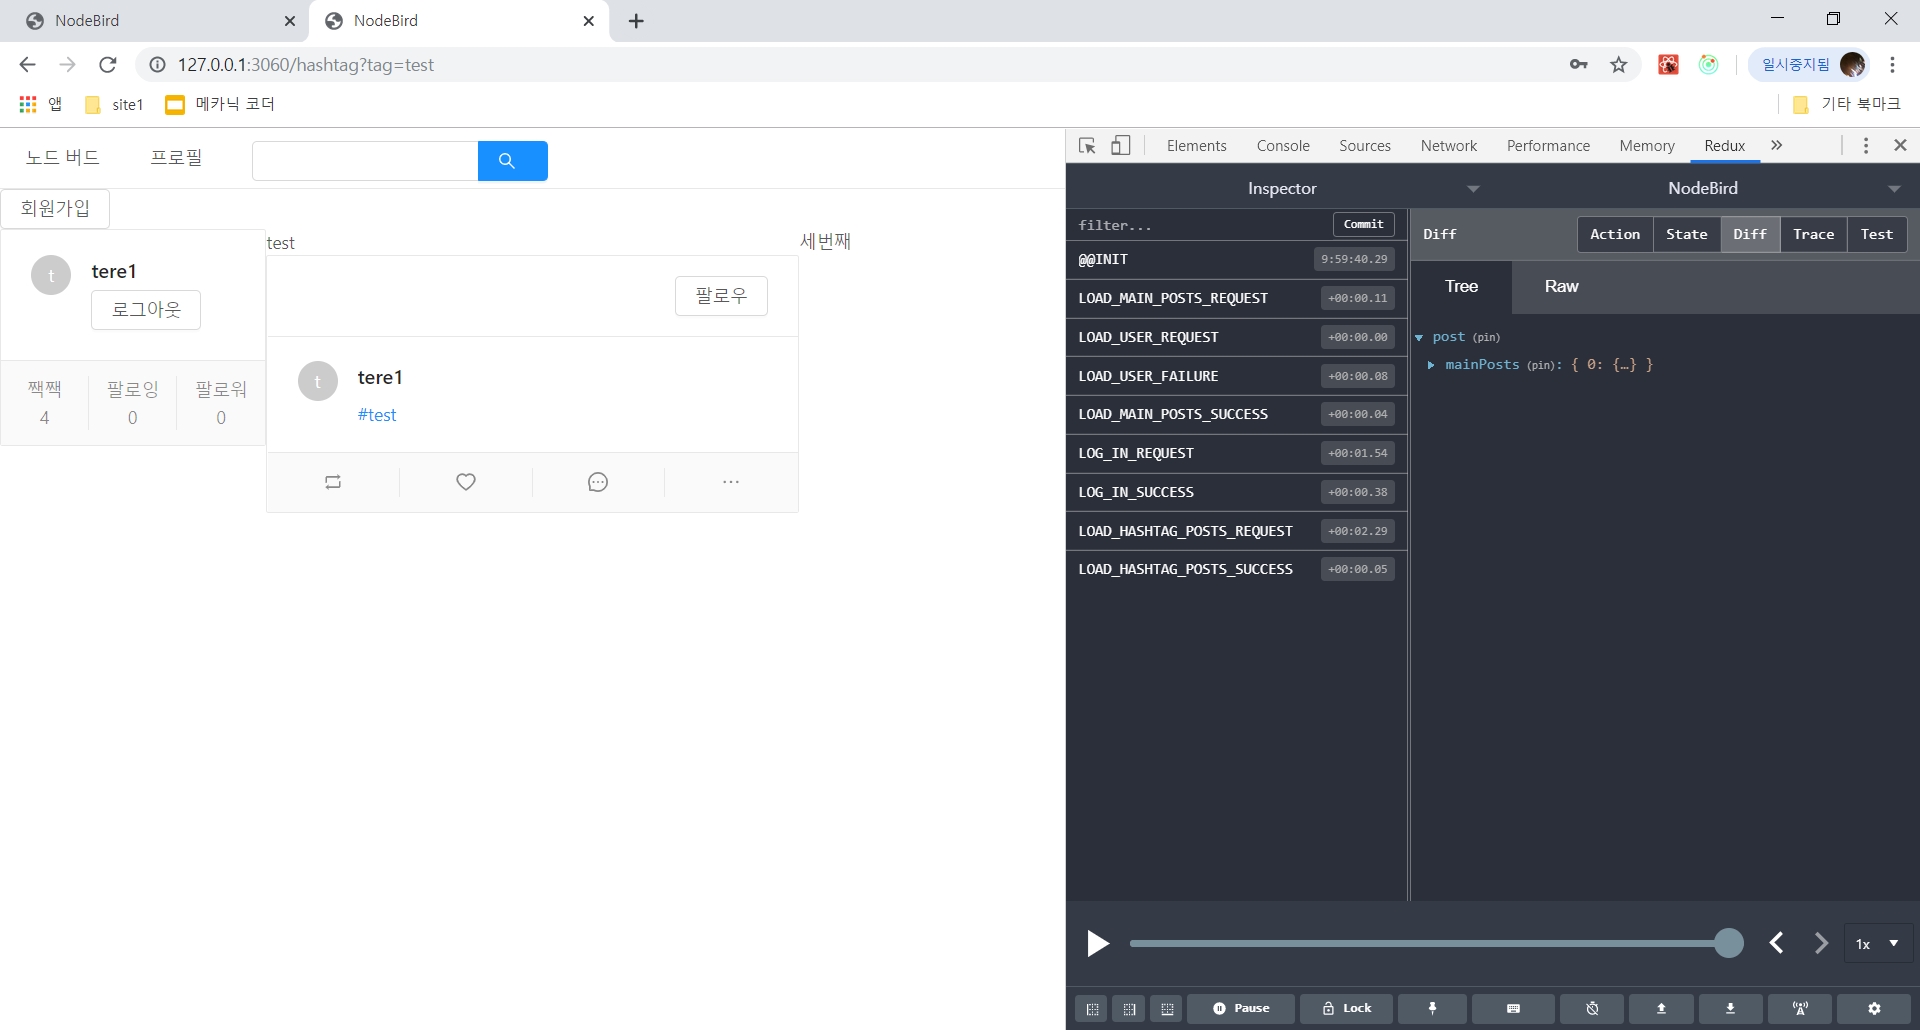 NodeBird
NodeBird
127.0.0.1:3060/hashtag?tag=test
일시중지됨
앱
site1
메카닉 코더
기타 북마크
노드 버드
프로필
회원가입
t
tere1
로그아웃
짹짹
4
팔로잉
0
팔로워
0
test
팔로우
t
tere1
#test
세번째
Elements Console Sources Network Performance Memory Redux
Inspector
NodeBird
filter...
Commit
@@INIT 9:59:40.29
LOAD_MAIN_POSTS_REQUEST +00:00.11
LOAD_USER_REQUEST +00:00.00
LOAD_USER_FAILURE +00:00.08
LOAD_MAIN_POSTS_SUCCESS +00:00.04
LOG_IN_REQUEST +00:01.54
LOG_IN_SUCCESS +00:00.38
LOAD_HASHTAG_POSTS_REQUEST +00:02.29
LOAD_HASHTAG_POSTS_SUCCESS +00:00.05
Diff
Action State Diff Trace Test
Tree Raw
post (pin)
mainPosts (pin): { 0: {…} }
1x
Pause
Lock